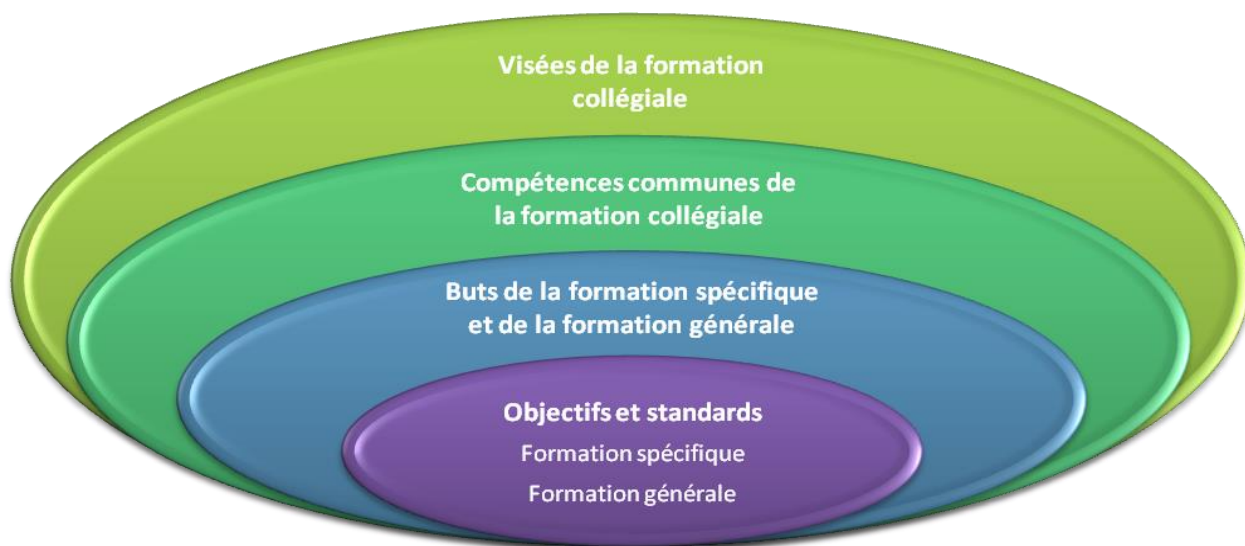 Visées de la formation
collégiale
Compétences communes de
la formation collégiale
Buts de la formation spécifique
et de la formation générale
Objectifs et standards
Formation spécifique
Formation générale